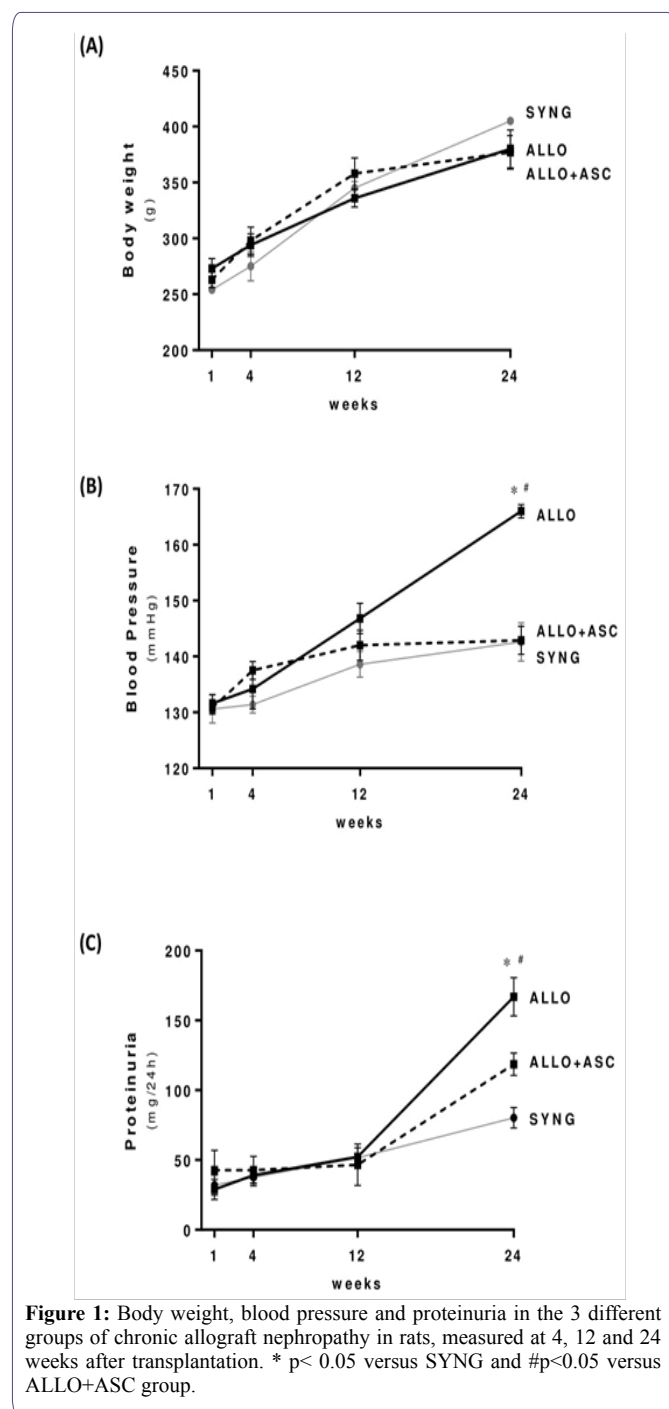 (A)
450
400
350
300
250
200
Body weight
(g)
SYNG
ALLO
ALLO+ASC
1 4 12 24
weeks
(B)
170
160
150
140
130
120
Blood Pressure
(mmHg)
* #
ALLO
ALLO+ASC
SYNG
1 4 12 24
weeks
(C)
200
150
100
50
0
Proteinuria
(mg/24h)
* #
ALLO
ALLO+ASC
SYNG
1 4 12 24
weeks
Figure 1: Body weight, blood pressure and proteinuria in the 3 different
groups of chronic allograft nephropathy in rats, measured at 4, 12 and 24
weeks after transplantation. * p< 0.05 versus SYNG and #p<0.05 versus
ALLO+ASC group.